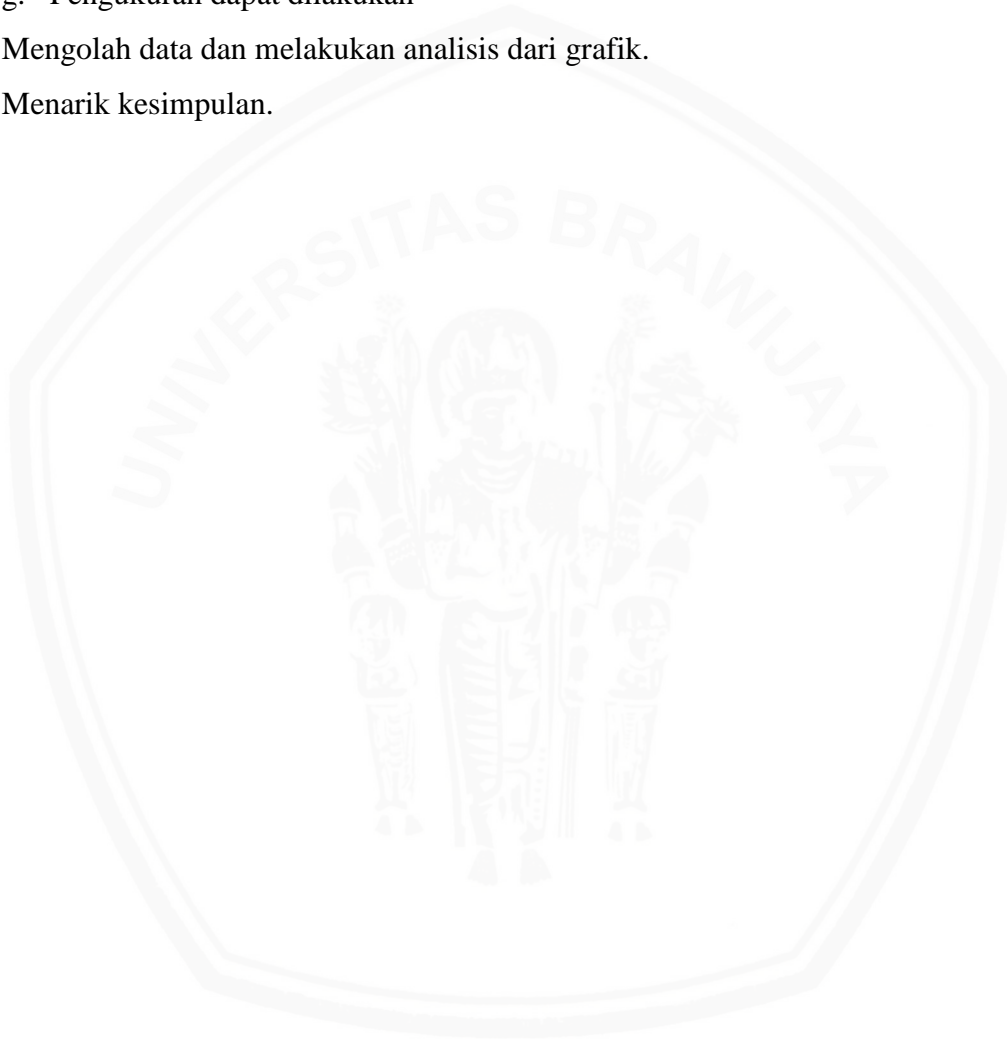 g. Pengukuran dapat dilakukan
Mengolah data dan melakukan analisis dari grafik.
Menarik kesimpulan.
UNIVERSITAS BRAWIJAYA